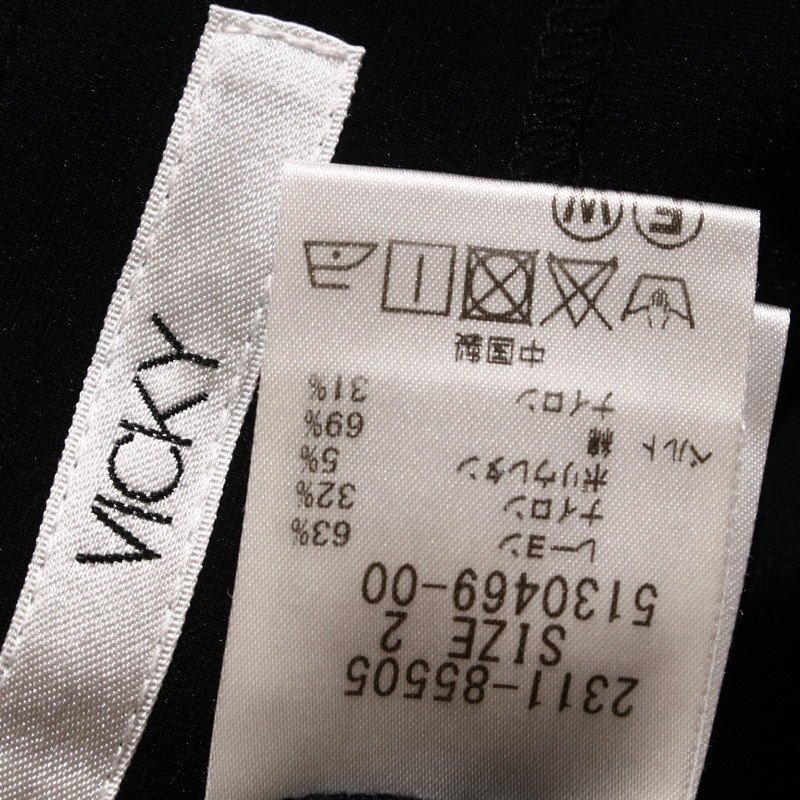 VICKY
2311-85505
SIZE 2
5130469-00
レーヨン 63%
ナイロン 32%
ポリウレタン 5%
ベルト 綿 69%
ナイロン 31%
中国製
W F